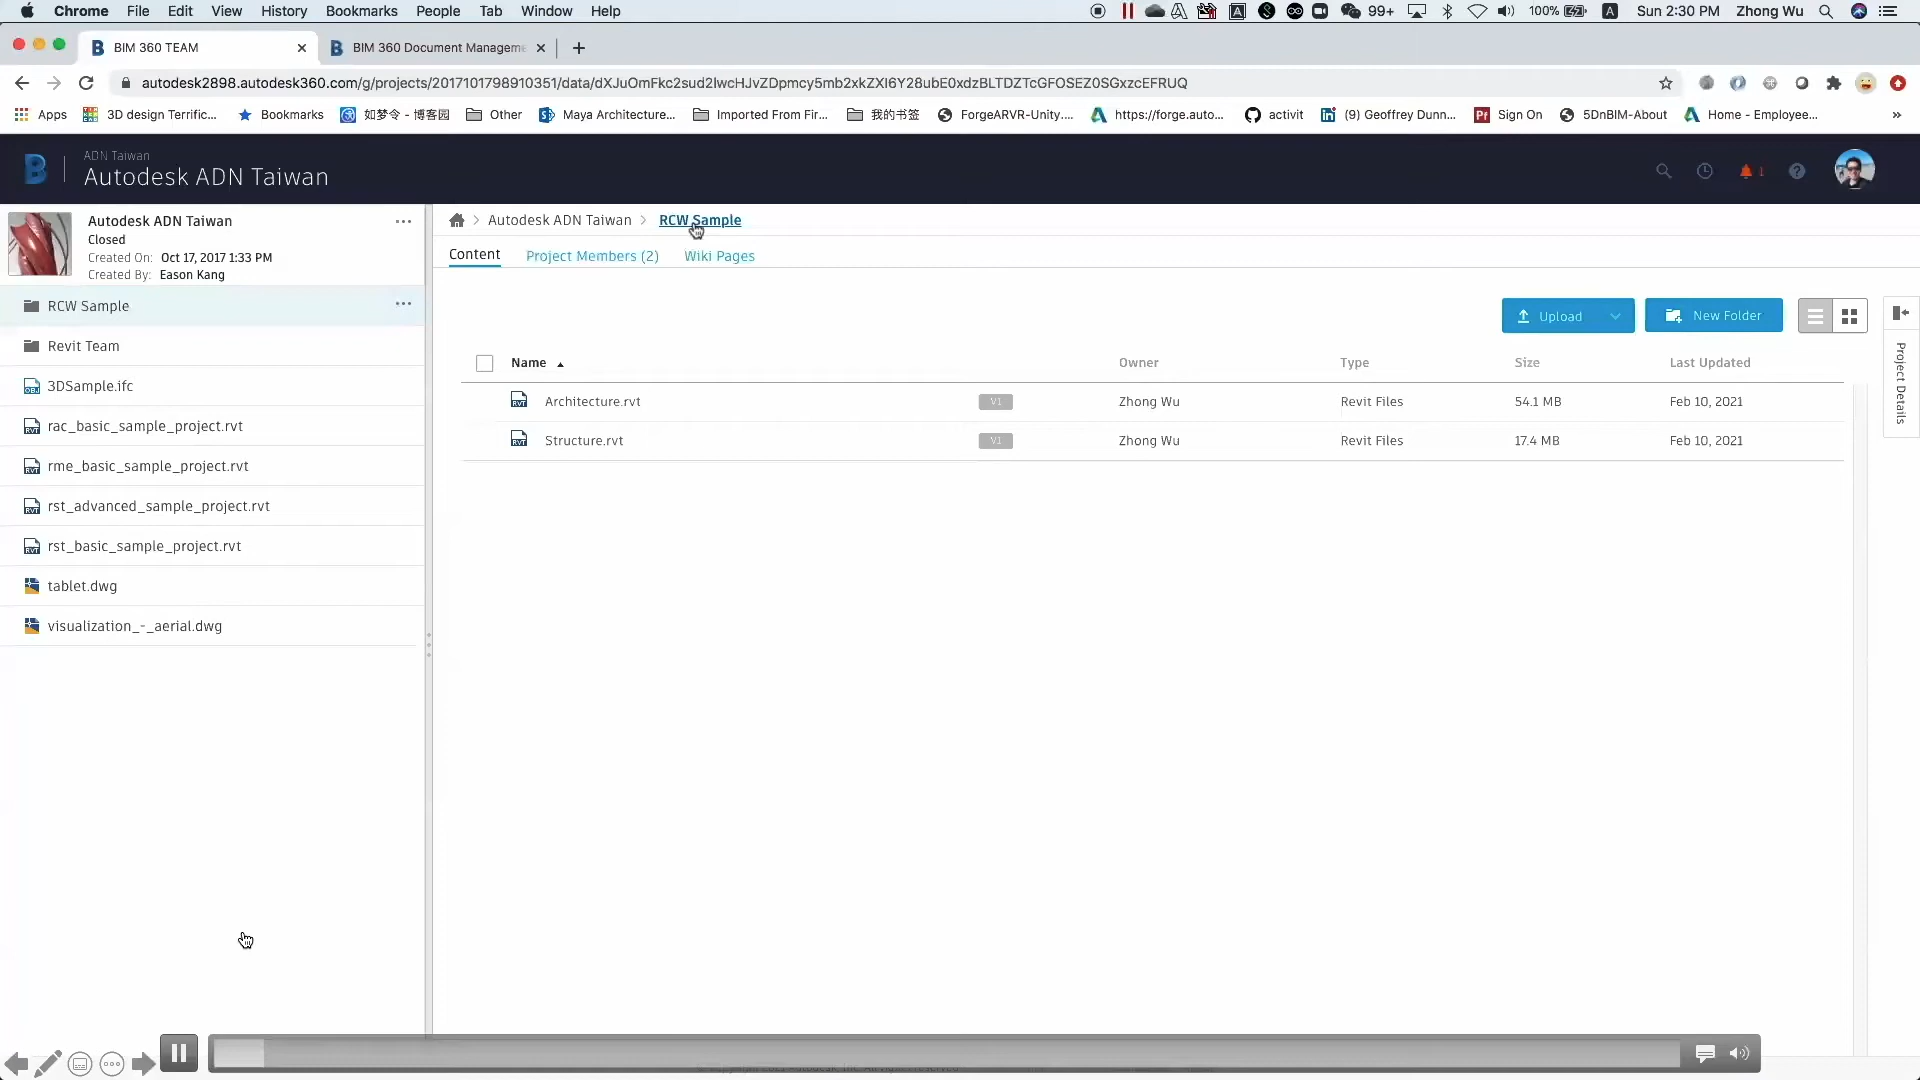 Chrome File Edit View History Bookmarks People Tab Window Help 99+ 100% A Sun 2:30 PM Zhong Wu
BIM 360 TEAM
BIM 360 Document Manageme
autodesk2898.autodesk360.com/g/projects/2017101798910351/data/dXJuOmFkc2sud2lwcHJvZDpmcy5mb2xkZXI6Y28ubE0xdzBLTDZTcGFOSEZ0SGxzcEFRUQ
Apps 3D design Terrific... Bookmarks 如梦令 - 博客园 Other Maya Architecture... Imported From Fir... 我的书签 ForgeARVR-Unity.... https://forge.auto... activit (9) Geoffrey Dunn... Sign On 5DnBIM-About Home - Employee... »
ADN Taiwan
Autodesk ADN Taiwan
1
Autodesk ADN Taiwan
Closed
Created On: Oct 17, 2017 1:33 PM
Created By: Eason Kang
RCW Sample
Revit Team
3DSample.ifc
rac_basic_sample_project.rvt
rme_basic_sample_project.rvt
rst_advanced_sample_project.rvt
rst_basic_sample_project.rvt
tablet.dwg
visualization_-_aerial.dwg
Autodesk ADN Taiwan > RCW Sample
Content Project Members (2) Wiki Pages
Upload New Folder
Project Details
Name Owner Type Size Last Updated
Architecture.rvt V1 Zhong Wu Revit Files 54.1 MB Feb 10, 2021
Structure.rvt V1 Zhong Wu Revit Files 17.4 MB Feb 10, 2021